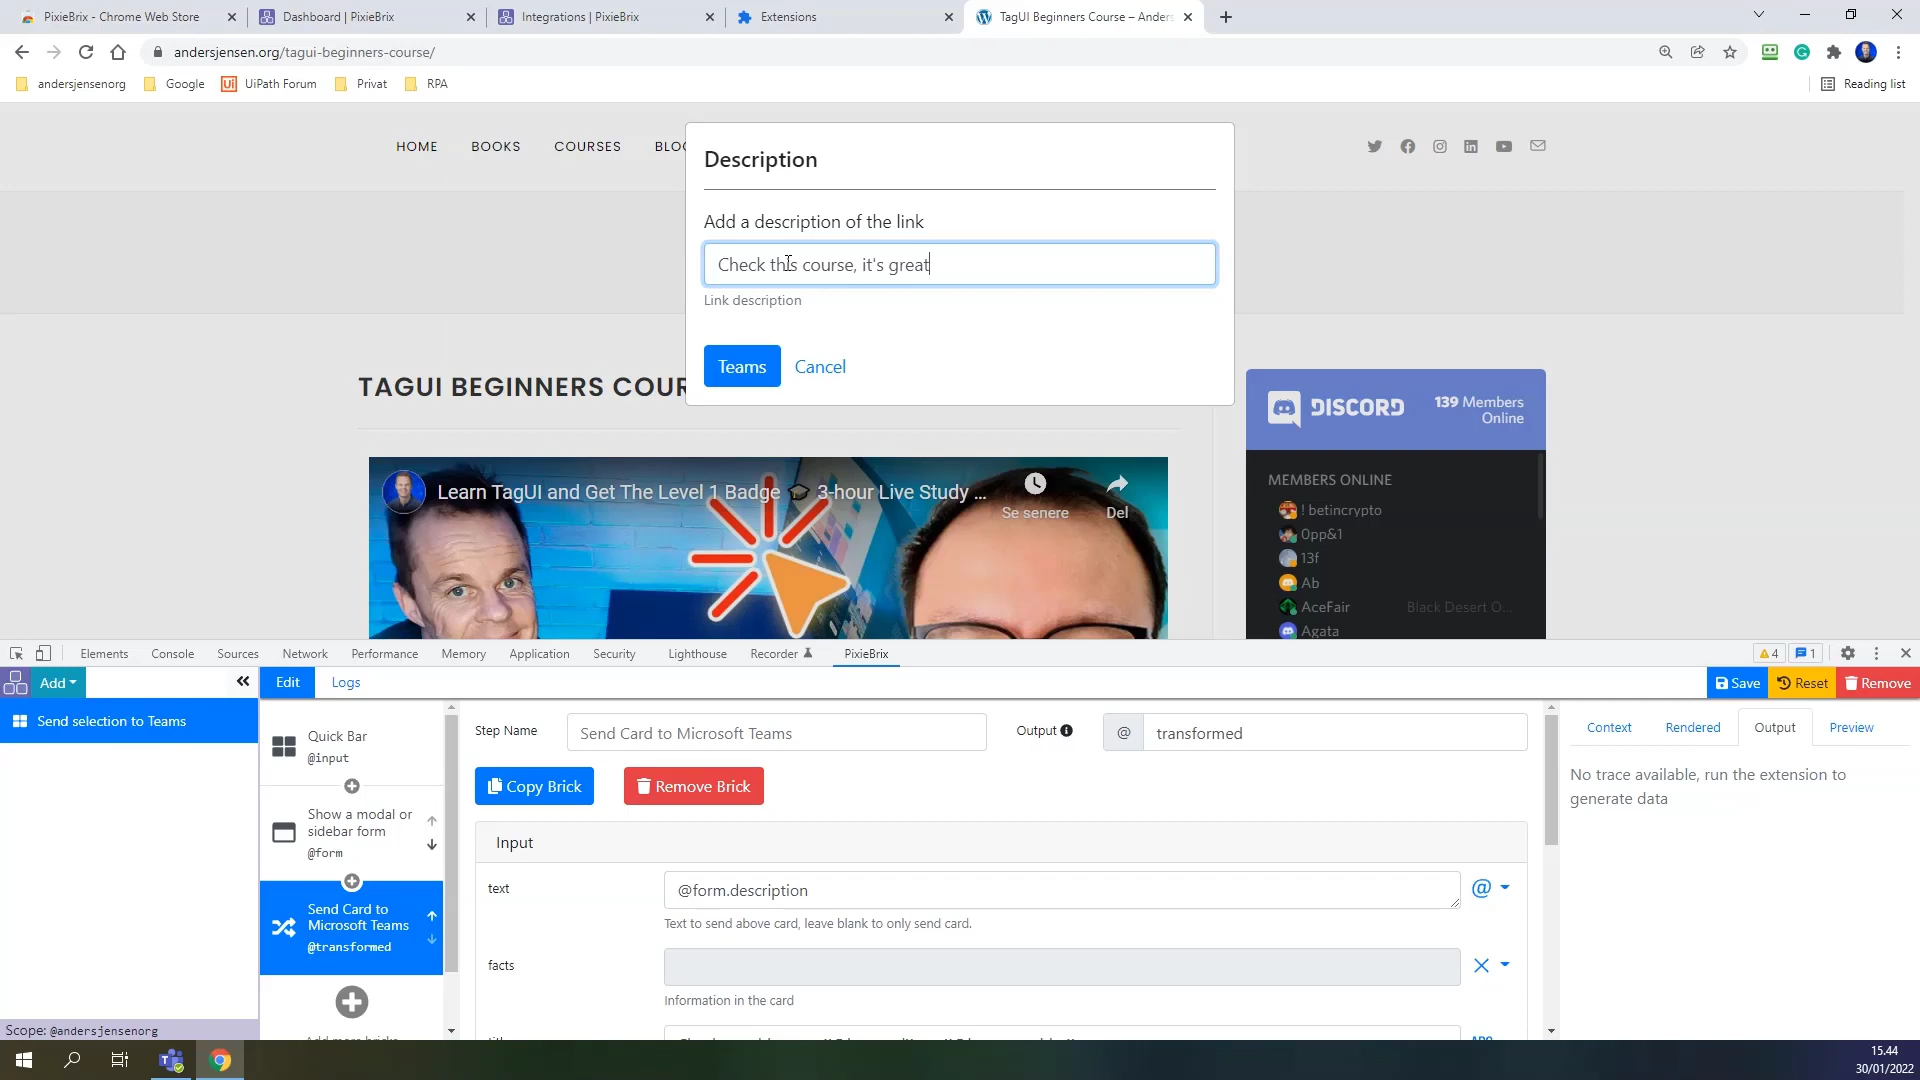 PixieBrix - Chrome Web Store
Dashboard | PixieBrix
Integrations | PixieBrix
Extensions
TagUI Beginners Course – Anders
andersjensen.org/tagui-beginners-course/
andersjensenorg
Google
UiPath Forum
Privat
RPA
Reading list
HOME
BOOKS
COURSES
BLO
Description
Add a description of the link
Check this course, it's great
Link description
Teams
Cancel
TAGUI BEGINNERS COUR
Learn TagUI and Get The Level 1 Badge 🎓 3-hour Live Study ...
Se senere
Del
DISCORD
139 Members
Online
MEMBERS ONLINE
! betincrypto
0pp&1
13f
Ab
AceFair
Black Desert O...
Agata
Elements
Console
Sources
Network
Performance
Memory
Application
Security
Lighthouse
Recorder
PixieBrix
4
1
Add
Edit
Logs
Save
Reset
Remove
Send selection to Teams
Quick Bar
@input
Show a modal or
sidebar form
@form
Send Card to
Microsoft Teams
@transformed
Step Name
Send Card to Microsoft Teams
Output
@
transformed
Copy Brick
Remove Brick
Input
text
@form.description
@
Text to send above card, leave blank to only send card.
facts
Information in the card
Context
Rendered
Output
Preview
No trace available, run the extension to
generate data
Scope: @andersjensenorg
15.44
30/01/2022